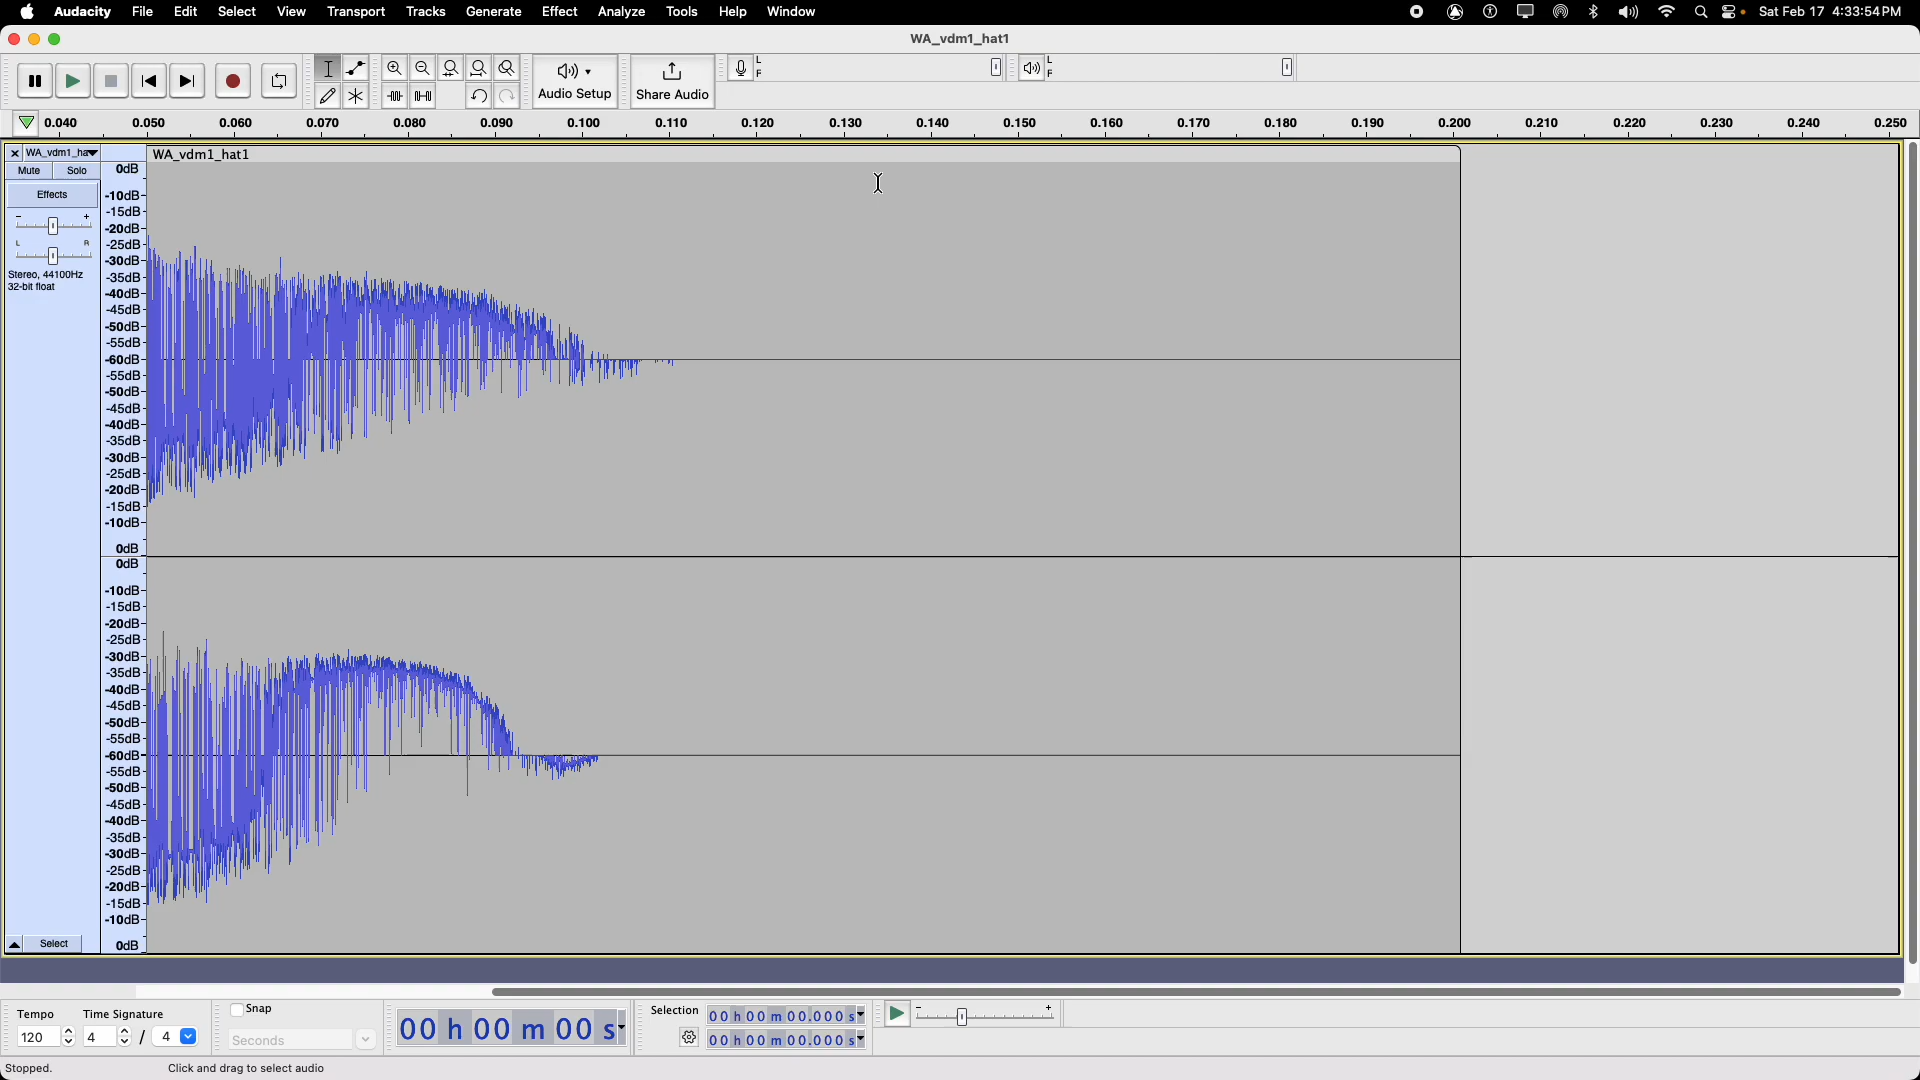 Audacity File Edit Select View Transport Tracks Generate Effect Analyze Tools Help Window Sat Feb 17 4:33:54 PM
WA_vdm1_hat1
Audio Setup
Share Audio
L
F
L
F
0.040 0.050 0.060 0.070 0.080 0.090 0.100 0.110 0.120 0.130 0.140 0.150 0.160 0.170 0.180 0.190 0.200 0.210 0.220 0.230 0.240 0.250
WA_vdm1_ha
WA_vdm1_hat1
Mute Solo
Effects
- +
L R
Stereo, 44100Hz
32-bit float
0dB
-10dB
-15dB
-20dB
-25dB
-30dB
-35dB
-40dB
-45dB
-50dB
-55dB
-60dB
-55dB
-50dB
-45dB
-40dB
-35dB
-30dB
-25dB
-20dB
-15dB
-10dB
0dB
0dB
-10dB
-15dB
-20dB
-25dB
-30dB
-35dB
-40dB
-45dB
-50dB
-55dB
-60dB
-55dB
-50dB
-45dB
-40dB
-35dB
-30dB
-25dB
-20dB
-15dB
-10dB
0dB
Select
Tempo
120
Time Signature
4 / 4
Snap
Seconds
00 h 00 m 00 s
Selection
00 h 00 m 00.000 s
00 h 00 m 00.000 s
- +
Stopped. Click and drag to select audio